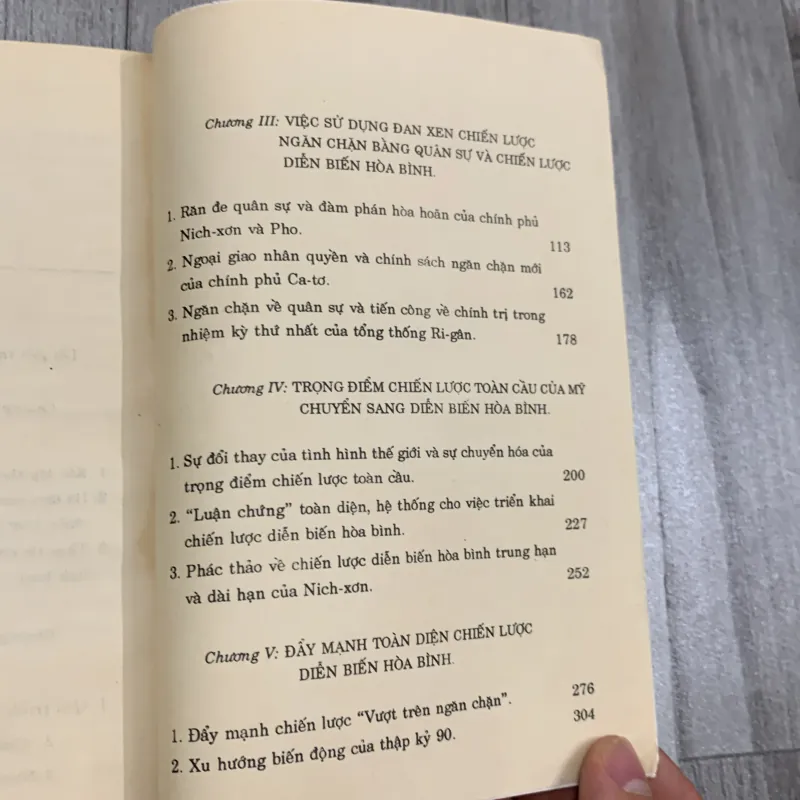 Chương III: VIỆC SỬ DỤNG ĐAN XEN CHIẾN LƯỢC
NGĂN CHẶN BẰNG QUÂN SỰ VÀ CHIẾN LƯỢC
DIỄN BIẾN HÒA BÌNH.
1. Răn đe quân sự và đàm phán hòa hoãn của chính phủ
Nich-xơn và Pho. 113
2. Ngoại giao nhân quyền và chính sách ngăn chặn mới
của chính phủ Ca-tơ. 162
3. Ngăn chặn về quân sự và tiến công về chính trị trong
nhiệm kỳ thứ nhất của tổng thống Ri-gân. 178
Chương IV: TRỌNG ĐIỂM CHIẾN LƯỢC TOÀN CẦU CỦA MỸ
CHUYỂN SANG DIỄN BIẾN HÒA BÌNH.
1. Sự đổi thay của tình hình thế giới và sự chuyển hóa của
trọng điểm chiến lược toàn cầu. 200
2. “Luận chứng” toàn diện, hệ thống cho việc triển khai
chiến lược diễn biến hòa bình. 227
3. Phác thảo về chiến lược diễn biến hòa bình trung hạn
và dài hạn của Nich-xơn. 252
Chương V: ĐẨY MẠNH TOÀN DIỆN CHIẾN LƯỢC
DIỄN BIẾN HÒA BÌNH.
1. Đẩy mạnh chiến lược “Vượt trên ngăn chặn”. 276
2. Xu hướng biến động của thập kỷ 90. 304